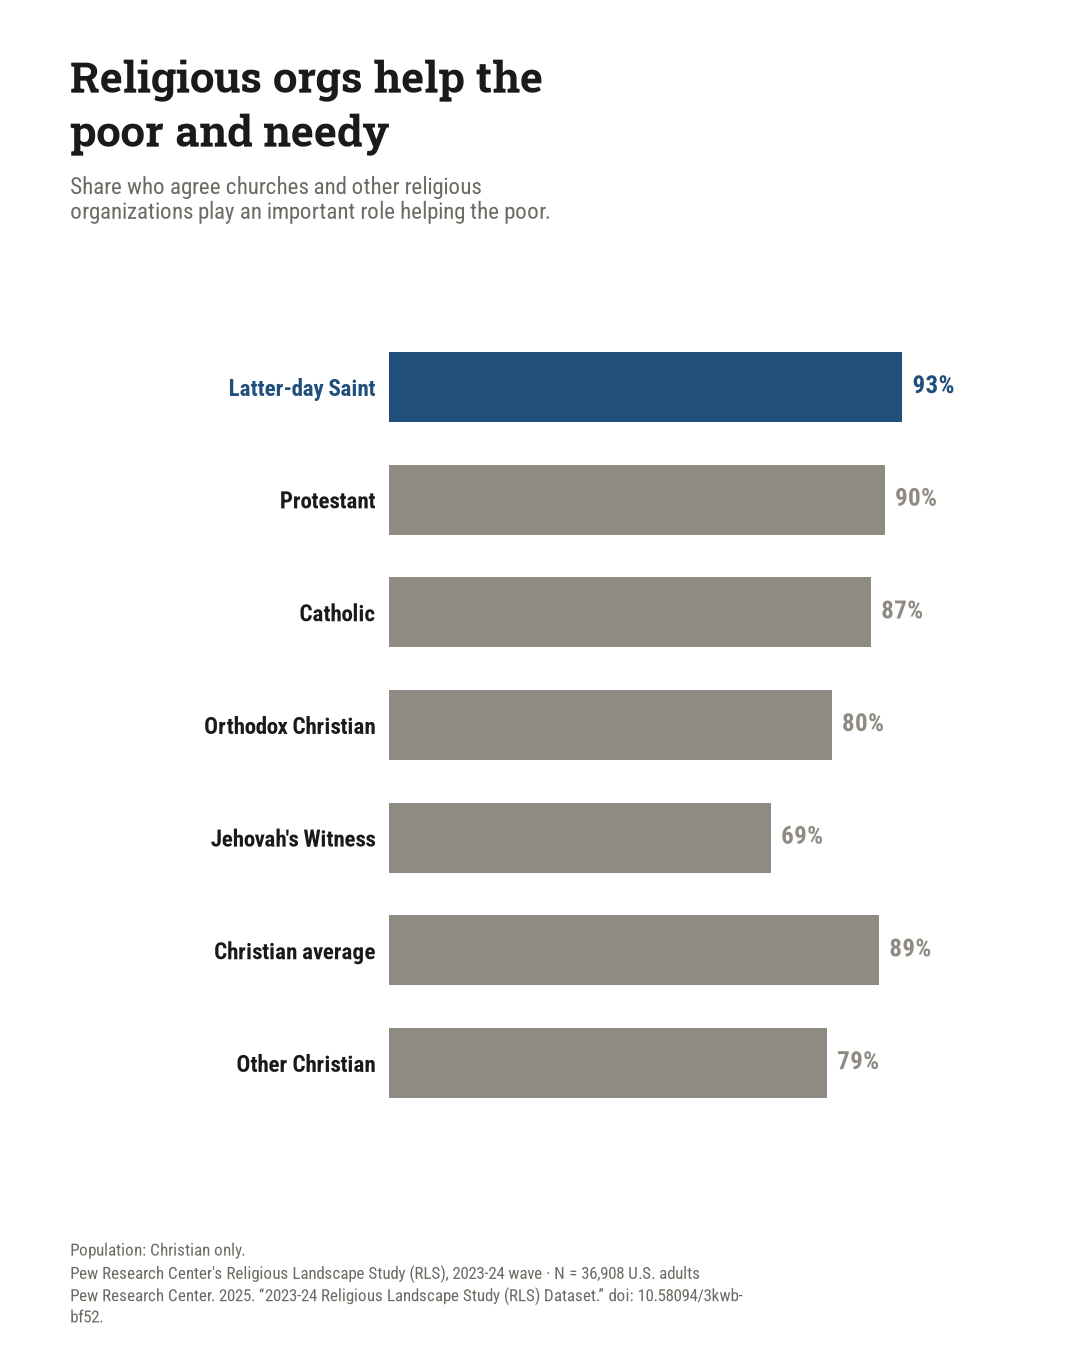 Religious orgs help the
poor and needy
Share who agree churches and other religious
organizations play an important role helping the poor.
Latter-day Saint 93%
Protestant 90%
Catholic 87%
Orthodox Christian 80%
Jehovah's Witness 69%
Christian average 89%
Other Christian 79%
Population: Christian only.
Pew Research Center's Religious Landscape Study (RLS), 2023-24 wave · N = 36,908 U.S. adults
Pew Research Center. 2025. “2023-24 Religious Landscape Study (RLS) Dataset.” doi: 10.58094/3kwb-
bf52.